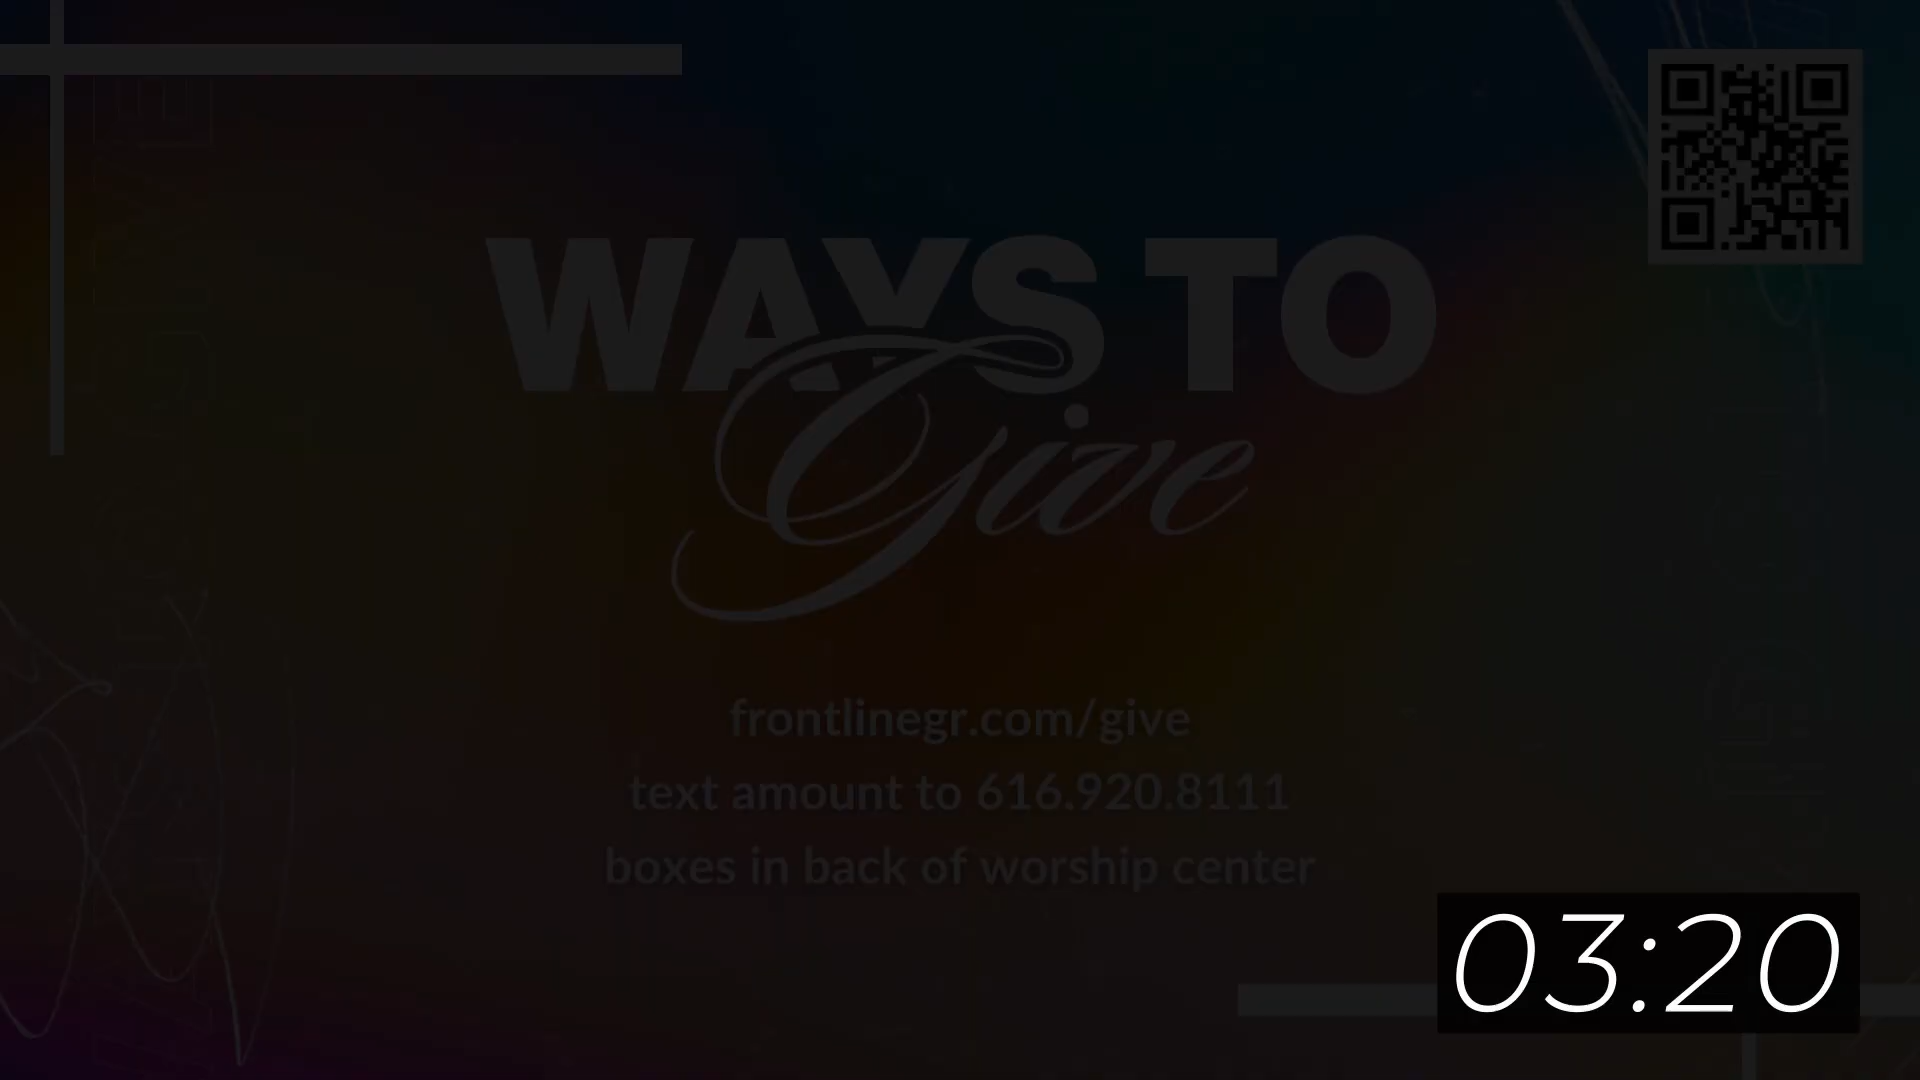 WAYS TO
Give
frontlinegr.com/give
text amount to 616.920.8111
boxes in back of worship center
03:20